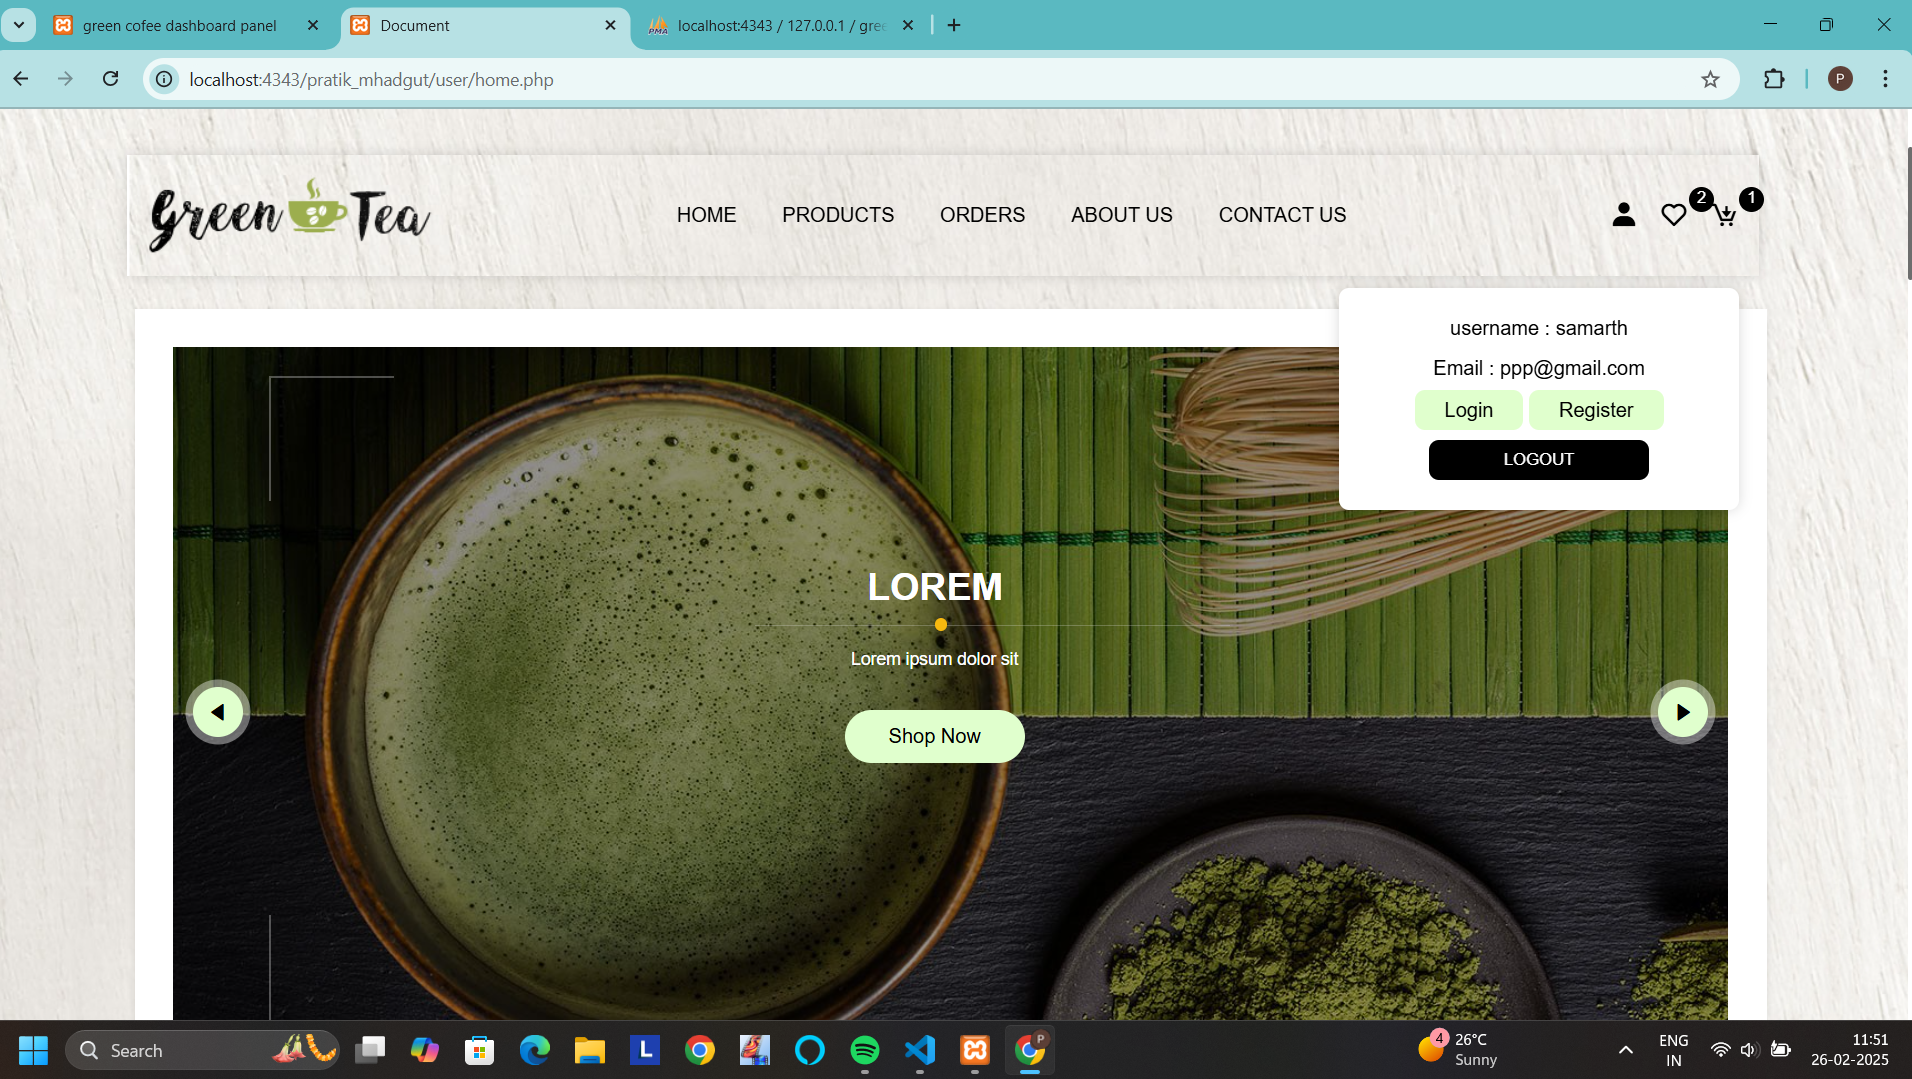 green cofee dashboard panel
Document
PMA
localhost:4343 / 127.0.0.1 / gree
localhost:4343/pratik_mhadgut/user/home.php
P
Green Tea
HOME
PRODUCTS
ORDERS
ABOUT US
CONTACT US
2
1
username : samarth
Email : ppp@gmail.com
Login
Register
LOGOUT
LOREM
Lorem ipsum dolor sit
Shop Now
Search
L
P
4
26°C
Sunny
ENG
IN
11:51
26-02-2025